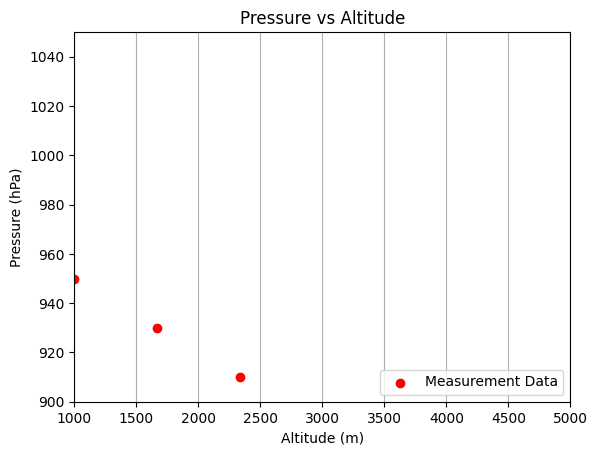 Pressure vs Altitude
Pressure (hPa)
1040
1020
1000
980
960
940
920
900
1000 1500 2000 2500 3000 3500 4000 4500 5000
Altitude (m)
Measurement Data